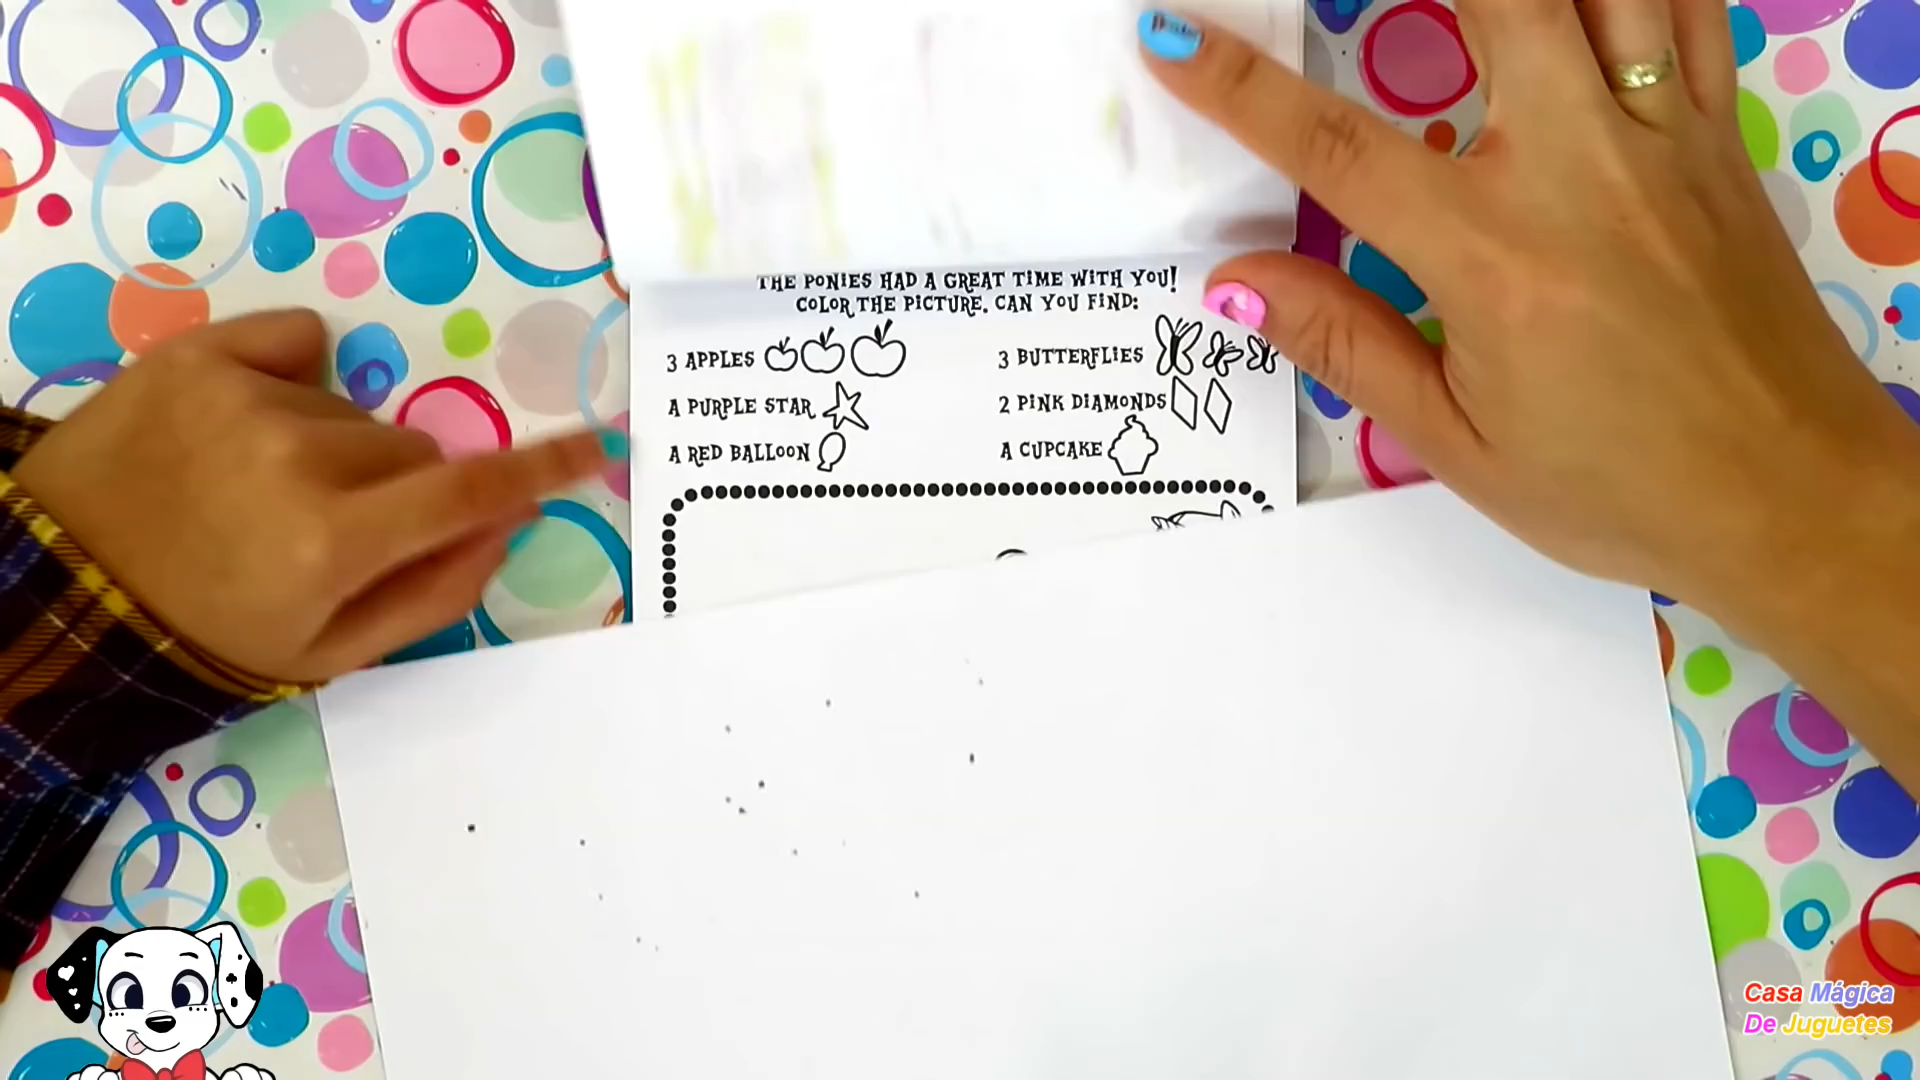 THE PONIES HAD A GREAT TIME WITH YOU!
COLOR THE PICTURE. CAN YOU FIND:
3 APPLES
3 BUTTERFLIES
A PURPLE STAR
2 PINK DIAMONDS
A RED BALLOON
A CUPCAKE
Casa Mágica
De Juguetes